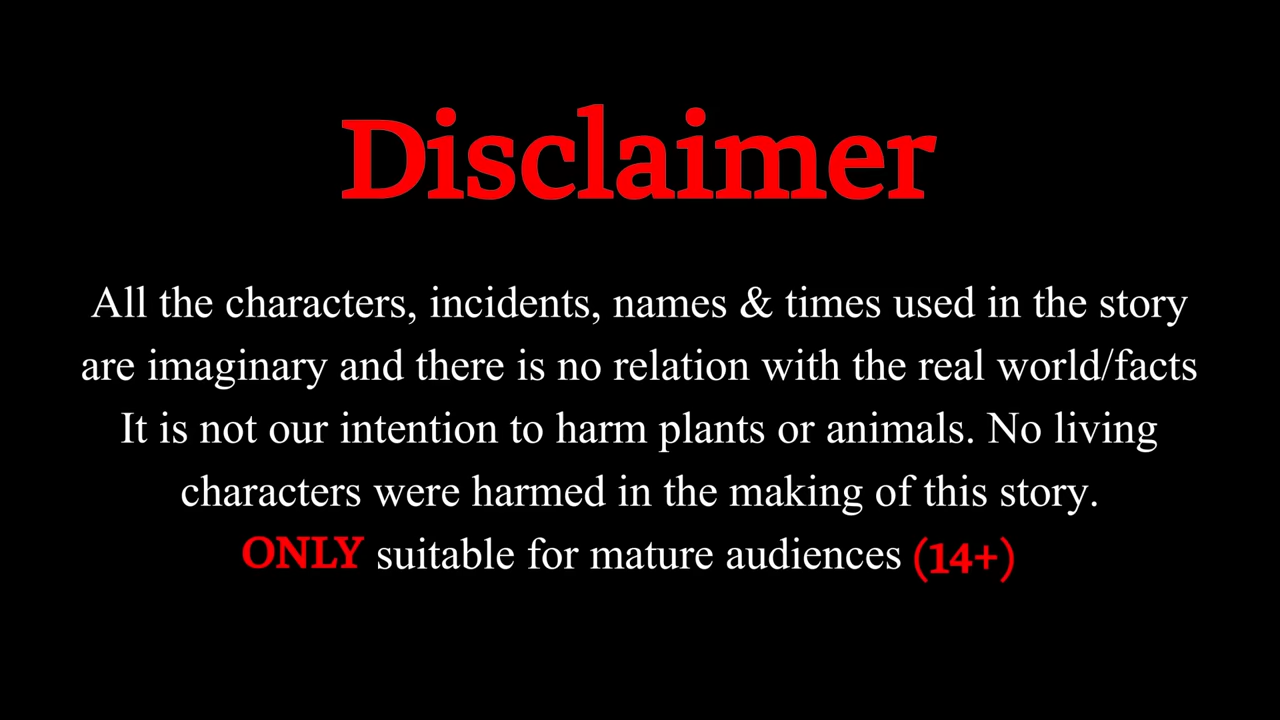 Disclaimer
All the characters, incidents, names & times used in the story
are imaginary and there is no relation with the real world/facts
It is not our intention to harm plants or animals. No living
characters were harmed in the making of this story.
ONLY suitable for mature audiences (14+)